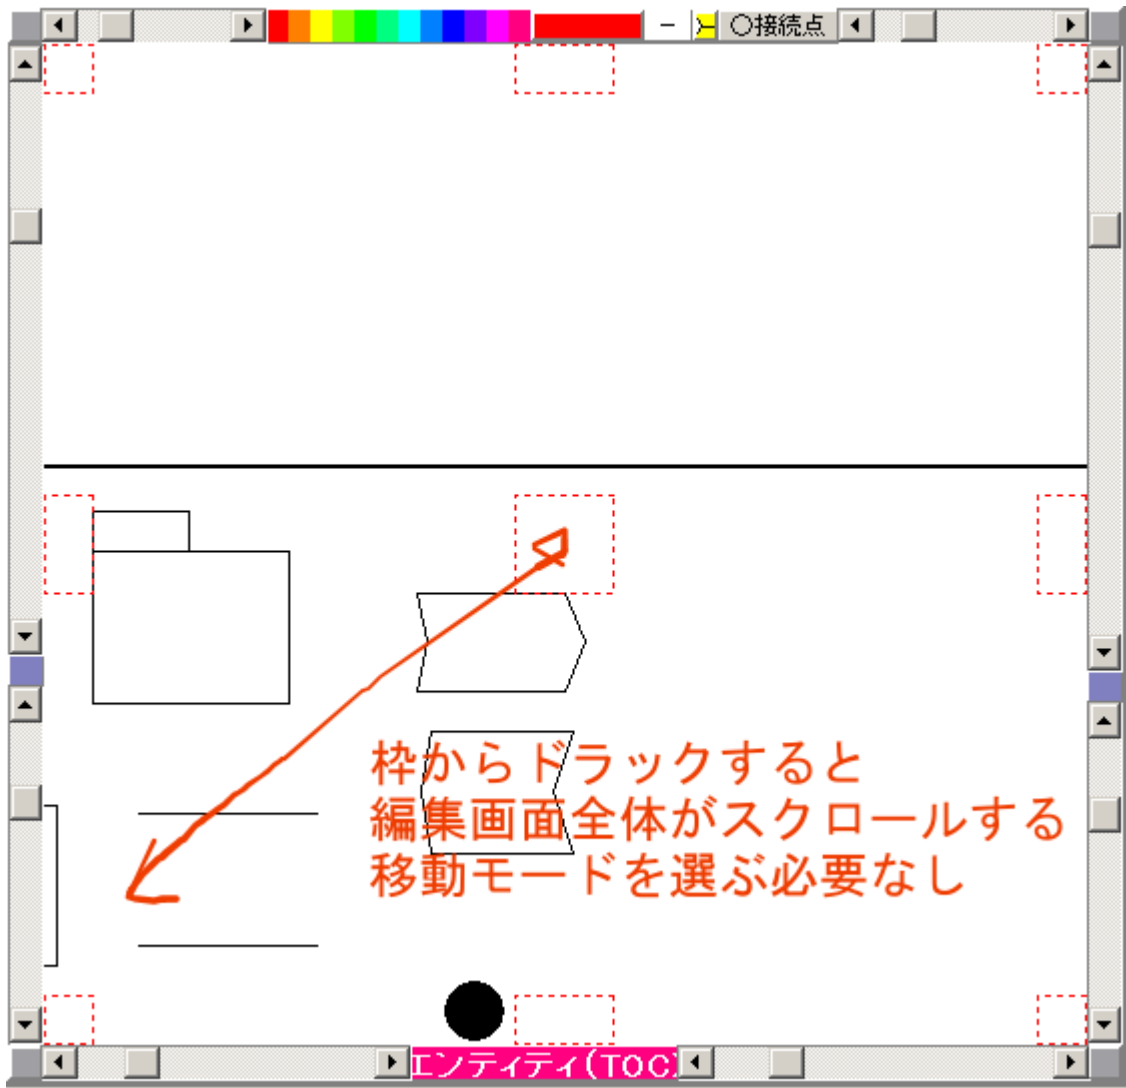 ○接続点
枠からドラックすると
編集画面全体がスクロールする
移動モードを選ぶ必要なし
エンティティ(TOC)